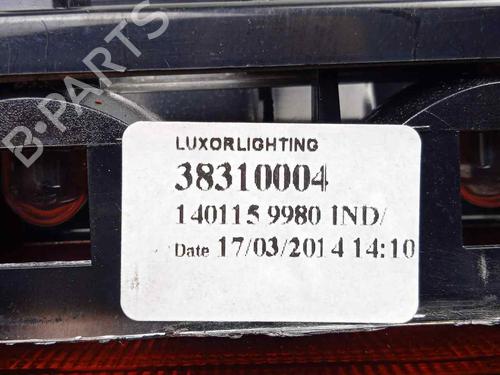 B-PARTS
LUXORLIGHTING
38310004
140115 9980 IND/
Date 17/03/2014 14:10